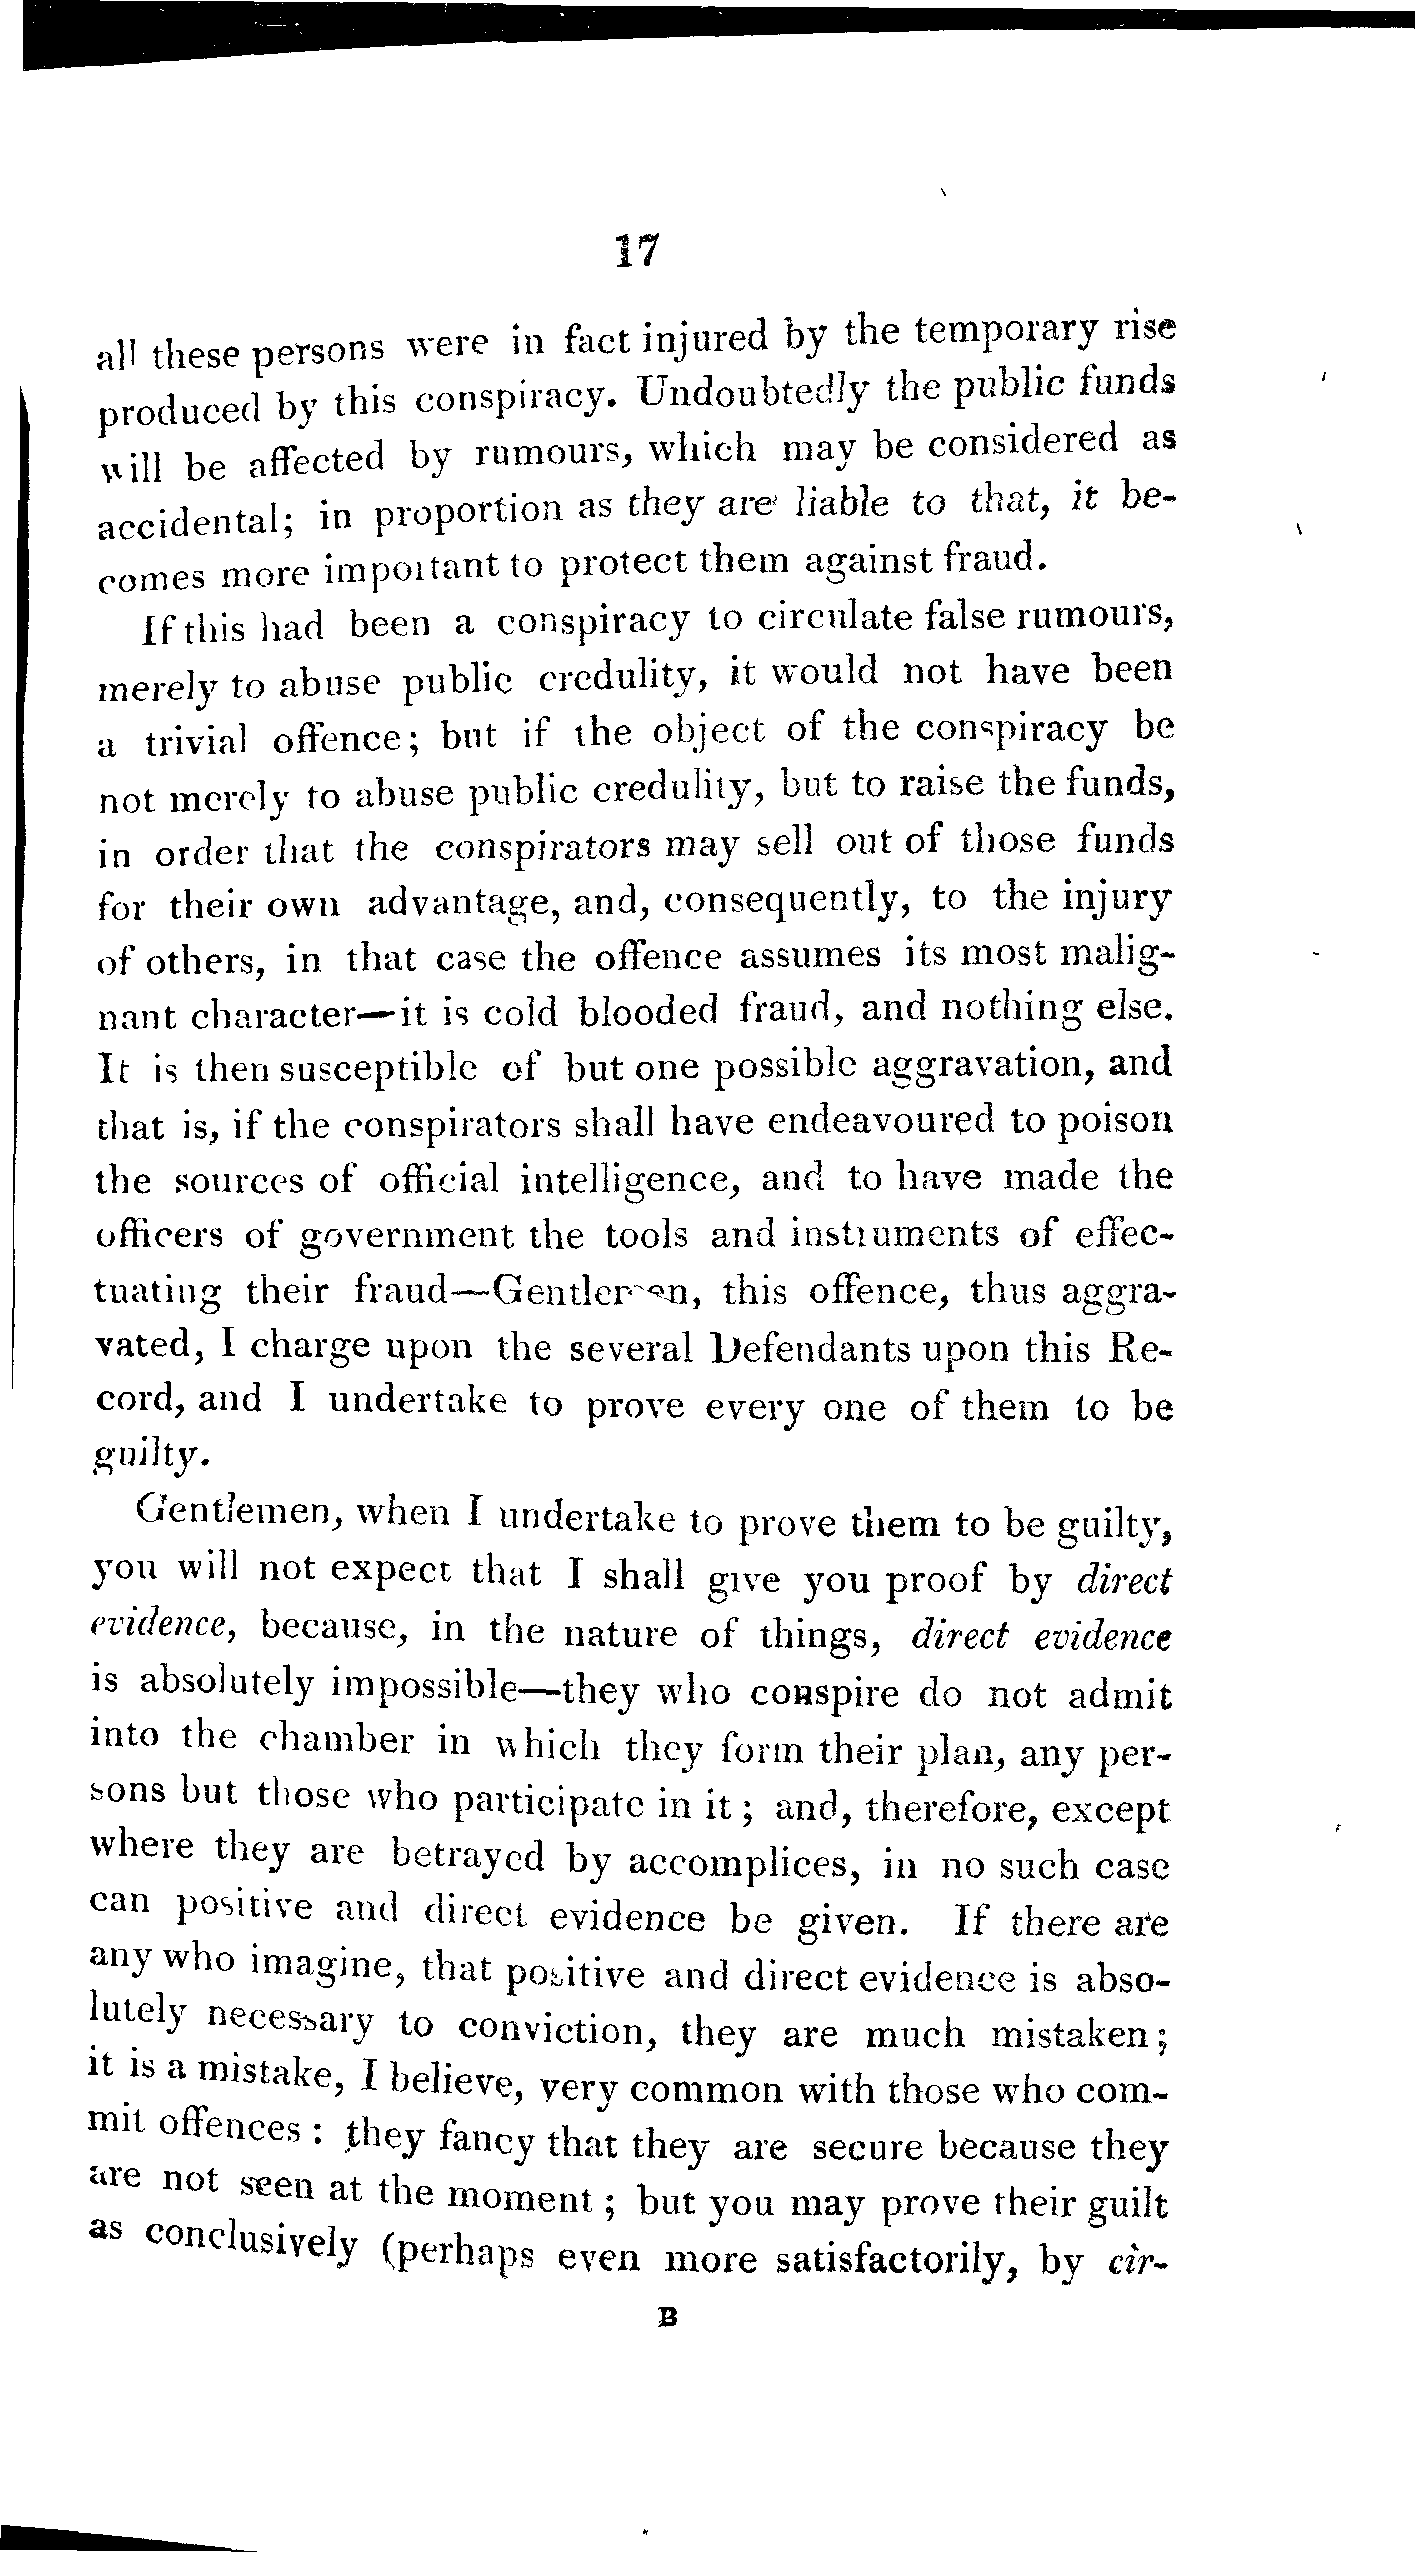 17
all these persons were in fact injured by the temporary rise
produced by this conspiracy. Undoubtedly the public funds
will be affected by rumours, which may be considered as
accidental; in proportion as they are liable to that, it be-
comes more important to protect them against fraud.
If this had been a conspiracy to circulate false rumours,
merely to abuse public credulity, it would not have been
a trivial offence; but if the object of the conspiracy be
not merely to abuse public credulity, but to raise the funds,
in order that the conspirators may sell out of those funds
for their own advantage, and, consequently, to the injury
of others, in that case the offence assumes its most malig-
nant character—it is cold blooded fraud, and nothing else.
It is then susceptible of but one possible aggravation, and
that is, if the conspirators shall have endeavoured to poison
the sources of official intelligence, and to have made the
officers of government the tools and instruments of effec-
tuating their fraud—Gentlemen, this offence, thus aggra-
vated, I charge upon the several Defendants upon this Re-
cord, and I undertake to prove every one of them to be
guilty.
Gentlemen, when I undertake to prove them to be guilty,
you will not expect that I shall give you proof by direct
evidence, because, in the nature of things, direct evidence
is absolutely impossible—they who conspire do not admit
into the chamber in which they form their plan, any per-
sons but those who participate in it; and, therefore, except
where they are betrayed by accomplices, in no such case
can positive and direct evidence be given. If there are
any who imagine, that positive and direct evidence is abso-
lutely necessary to conviction, they are much mistaken;
it is a mistake, I believe, very common with those who com-
mit offences: they fancy that they are secure because they
are not seen at the moment; but you may prove their guilt
as conclusively (perhaps even more satisfactorily, by cir-
B